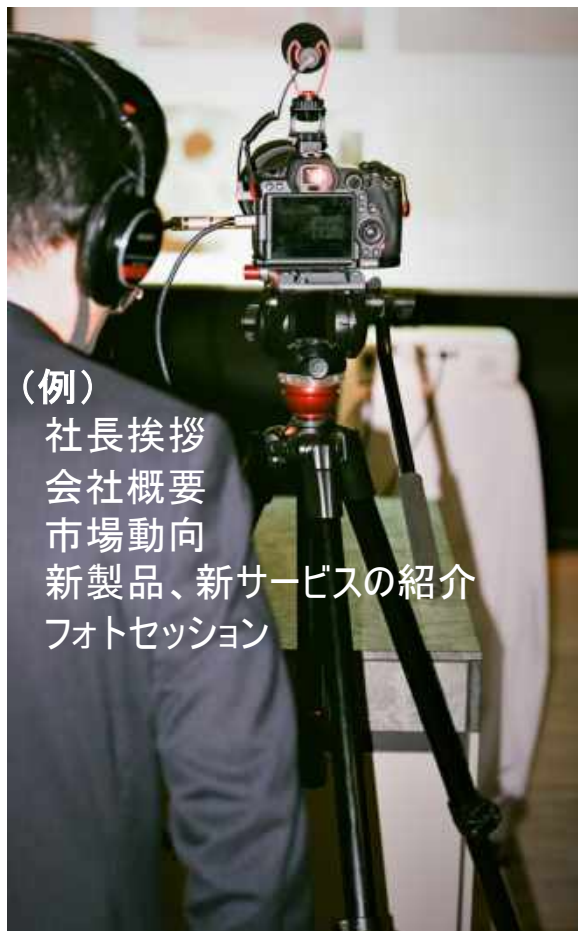 （例）
社長挨拶
会社概要
市場動向
新製品、新サービスの紹介
フォトセッション